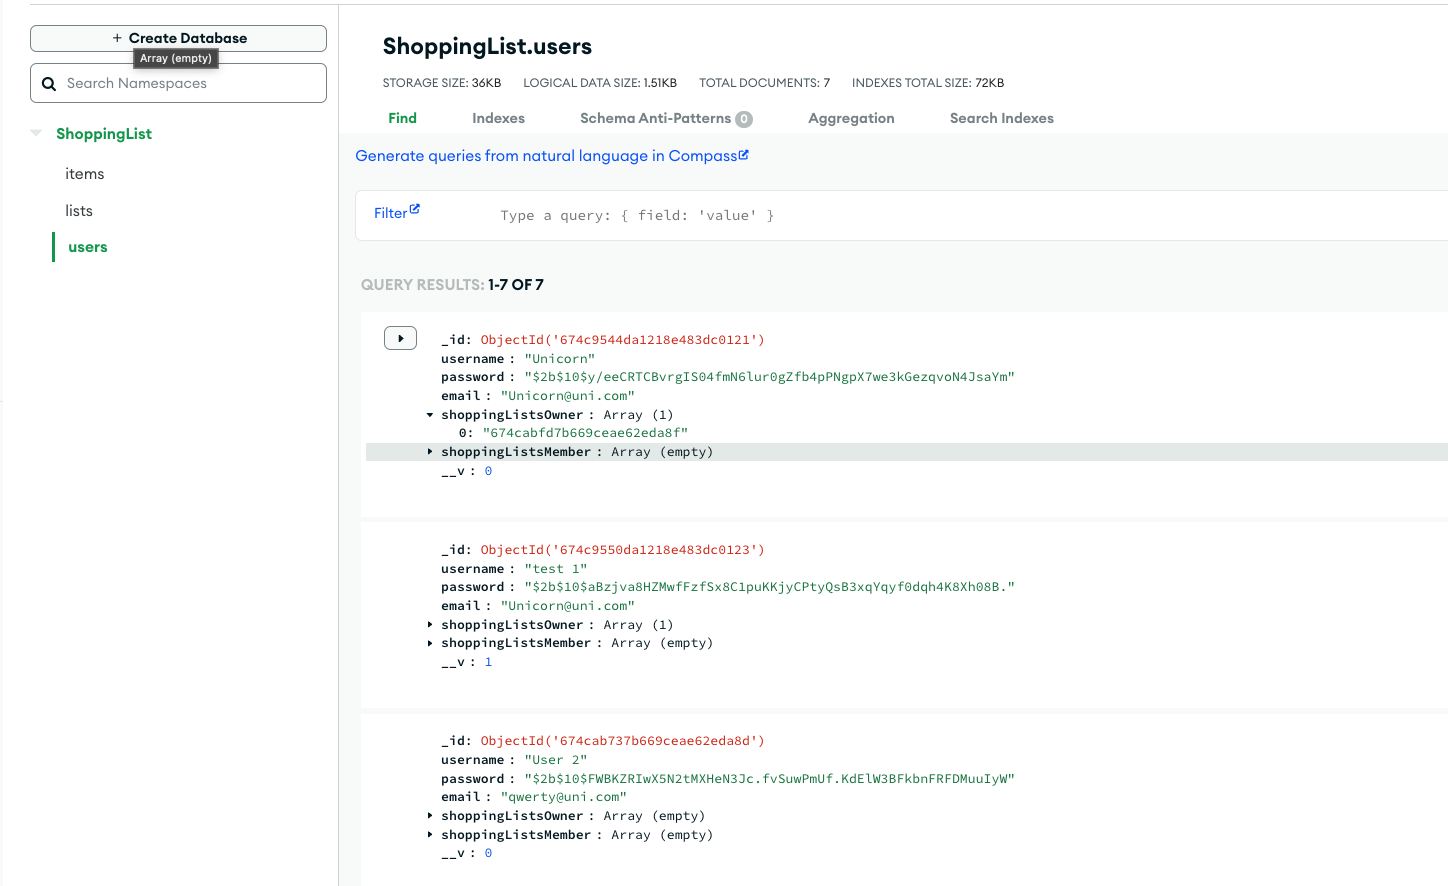 + Create Database
Array (empty)
Search Namespaces
ShoppingList
items
lists
users
ShoppingList.users
STORAGE SIZE: 36KB LOGICAL DATA SIZE: 1.51KB TOTAL DOCUMENTS: 7 INDEXES TOTAL SIZE: 72KB
Find Indexes Schema Anti-Patterns 0 Aggregation Search Indexes
Generate queries from natural language in Compass
Filter Type a query: { field: 'value' }
QUERY RESULTS: 1-7 OF 7
_id: ObjectId('674c9544da1218e483dc0121')
username : "Unicorn"
password : "$2b$10$y/eeCRTCBvrgIS04fmN6lur0gZfb4pPNgpX7we3kGezqvoN4JsaYm"
email : "Unicorn@uni.com"
shoppingListsOwner : Array (1)
0: "674cabfd7b669ceae62eda8f"
shoppingListsMember : Array (empty)
__v : 0
_id: ObjectId('674c9550da1218e483dc0123')
username : "test 1"
password : "$2b$10$aBzjva8HZMwfFzfSx8C1puKKjyCPtyQsB3xqYqyf0dqh4K8Xh08B."
email : "Unicorn@uni.com"
shoppingListsOwner : Array (1)
shoppingListsMember : Array (empty)
__v : 1
_id: ObjectId('674cab737b669ceae62eda8d')
username : "User 2"
password : "$2b$10$FWBKZRIwX5N2tMXHeN3Jc.fvSuwPmUf.KdElW3BFkbnFRFDMuuIyW"
email : "qwerty@uni.com"
shoppingListsOwner : Array (empty)
shoppingListsMember : Array (empty)
__v : 0